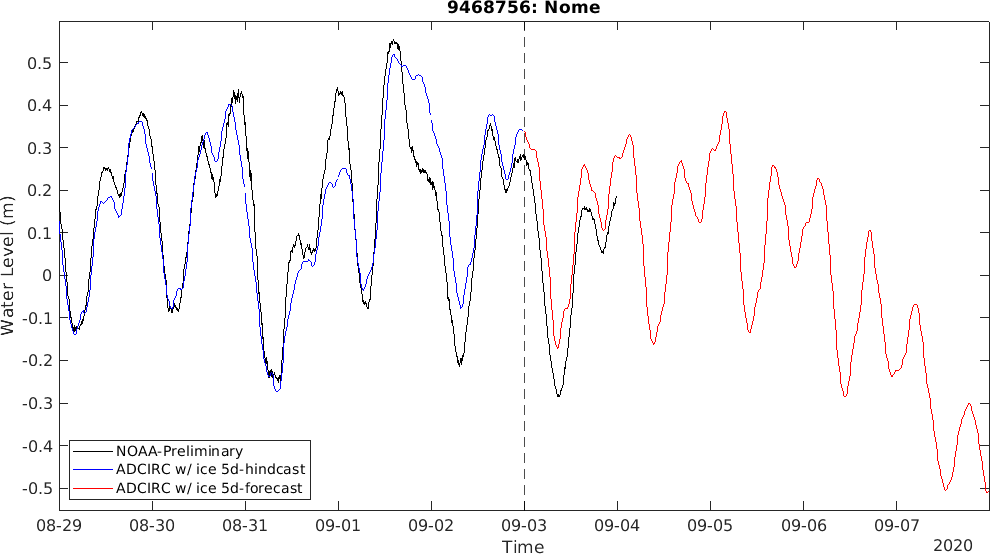 9468756: Nome
Water Level (m)
0.5
0.4
0.3
0.2
0.1
0
-0.1
-0.2
-0.3
-0.4
-0.5
NOAA-Preliminary
ADCIRC w/ ice 5d-hindcast
ADCIRC w/ ice 5d-forecast
08-29 08-30 08-31 09-01 09-02 09-03 09-04 09-05 09-06 09-07
Time
2020